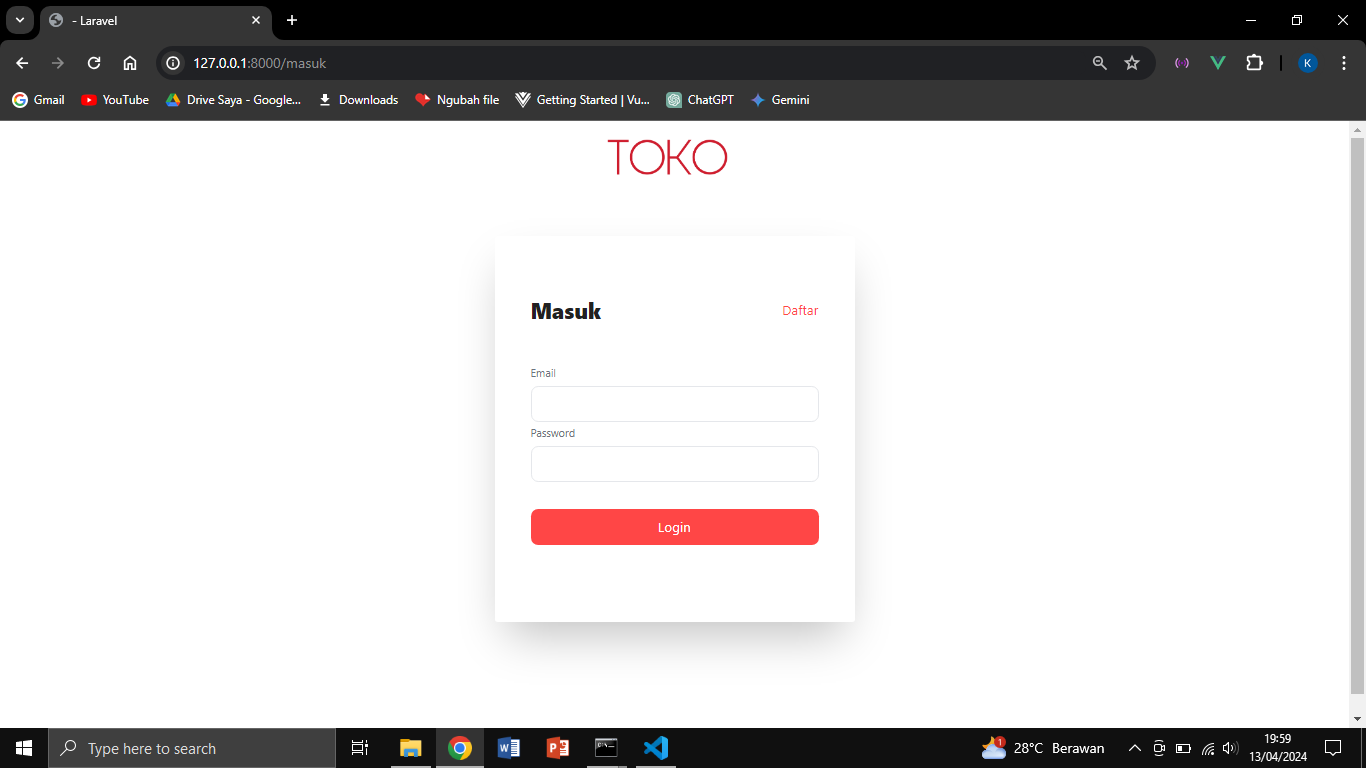 - Laravel
127.0.0.1:8000/masuk
K
Gmail YouTube Drive Saya - Google... Downloads Ngubah file Getting Started | Vu... ChatGPT Gemini
TOKO
Masuk Daftar
Email
Password
Login
Type here to search
1
28°C Berawan
19:59
13/04/2024